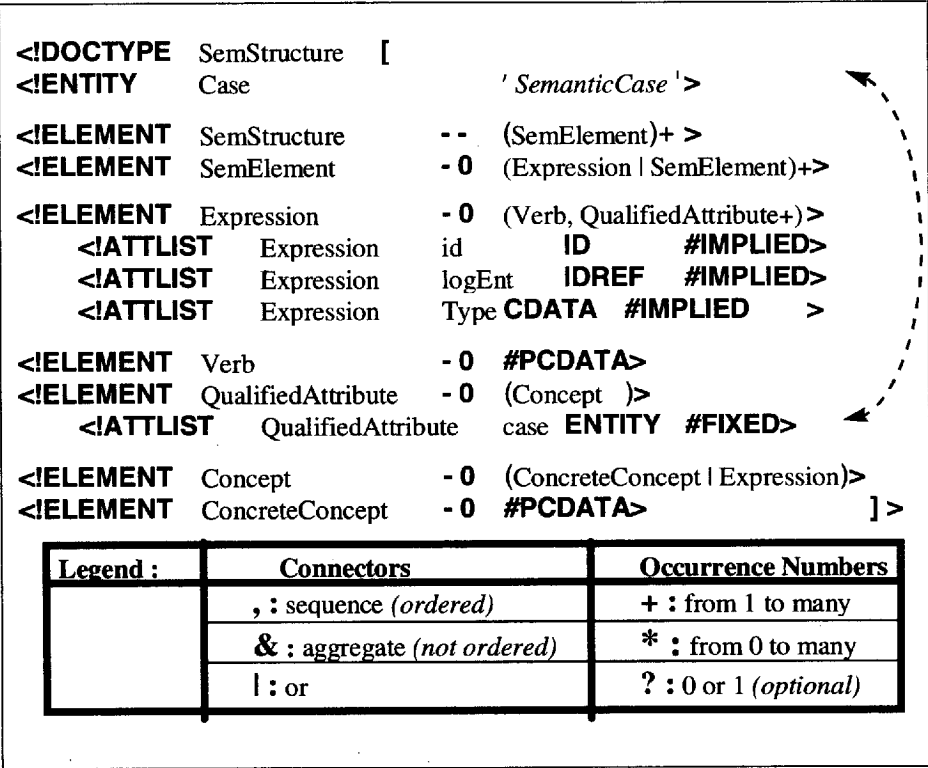 <!DOCTYPE SemStructure [
<!ENTITY Case ' SemanticCase '>
<!ELEMENT SemStructure - - (SemElement)+ >
<!ELEMENT SemElement - 0 (Expression | SemElement)+>
<!ELEMENT Expression - 0 (Verb, QualifiedAttribute+)>
<!ATTLIST Expression id ID #IMPLIED>
<!ATTLIST Expression logEnt IDREF #IMPLIED>
<!ATTLIST Expression Type CDATA #IMPLIED >
<!ELEMENT Verb - 0 #PCDATA>
<!ELEMENT QualifiedAttribute - 0 (Concept )>
<!ATTLIST QualifiedAttribute case ENTITY #FIXED>
<!ELEMENT Concept - 0 (ConcreteConcept | Expression)>
<!ELEMENT ConcreteConcept - 0 #PCDATA> ] >
Legend : Connectors Occurrence Numbers
, : sequence (ordered) + : from 1 to many
& : aggregate (not ordered) * : from 0 to many
| : or ? : 0 or 1 (optional)